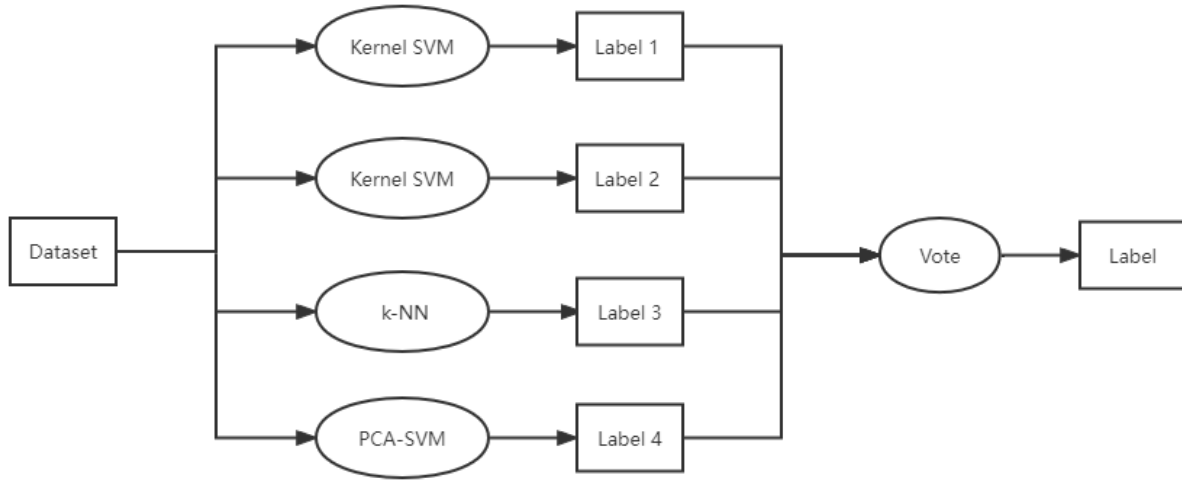 Kernel SVM
Label 1
Kernel SVM
Label 2
Dataset
Vote
Label
k-NN
Label 3
PCA-SVM
Label 4